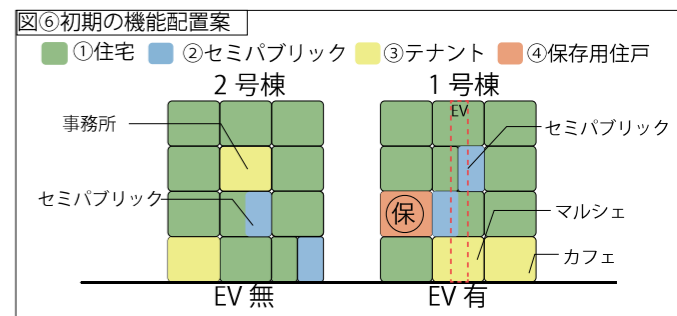 図⑥初期の機能配置案
①住宅 ②セミパブリック ③テナント ④保存用住戸
2号棟 1号棟
EV
事務所
セミパブリック
セミパブリック
保
マルシェ
カフェ
EV無 EV有